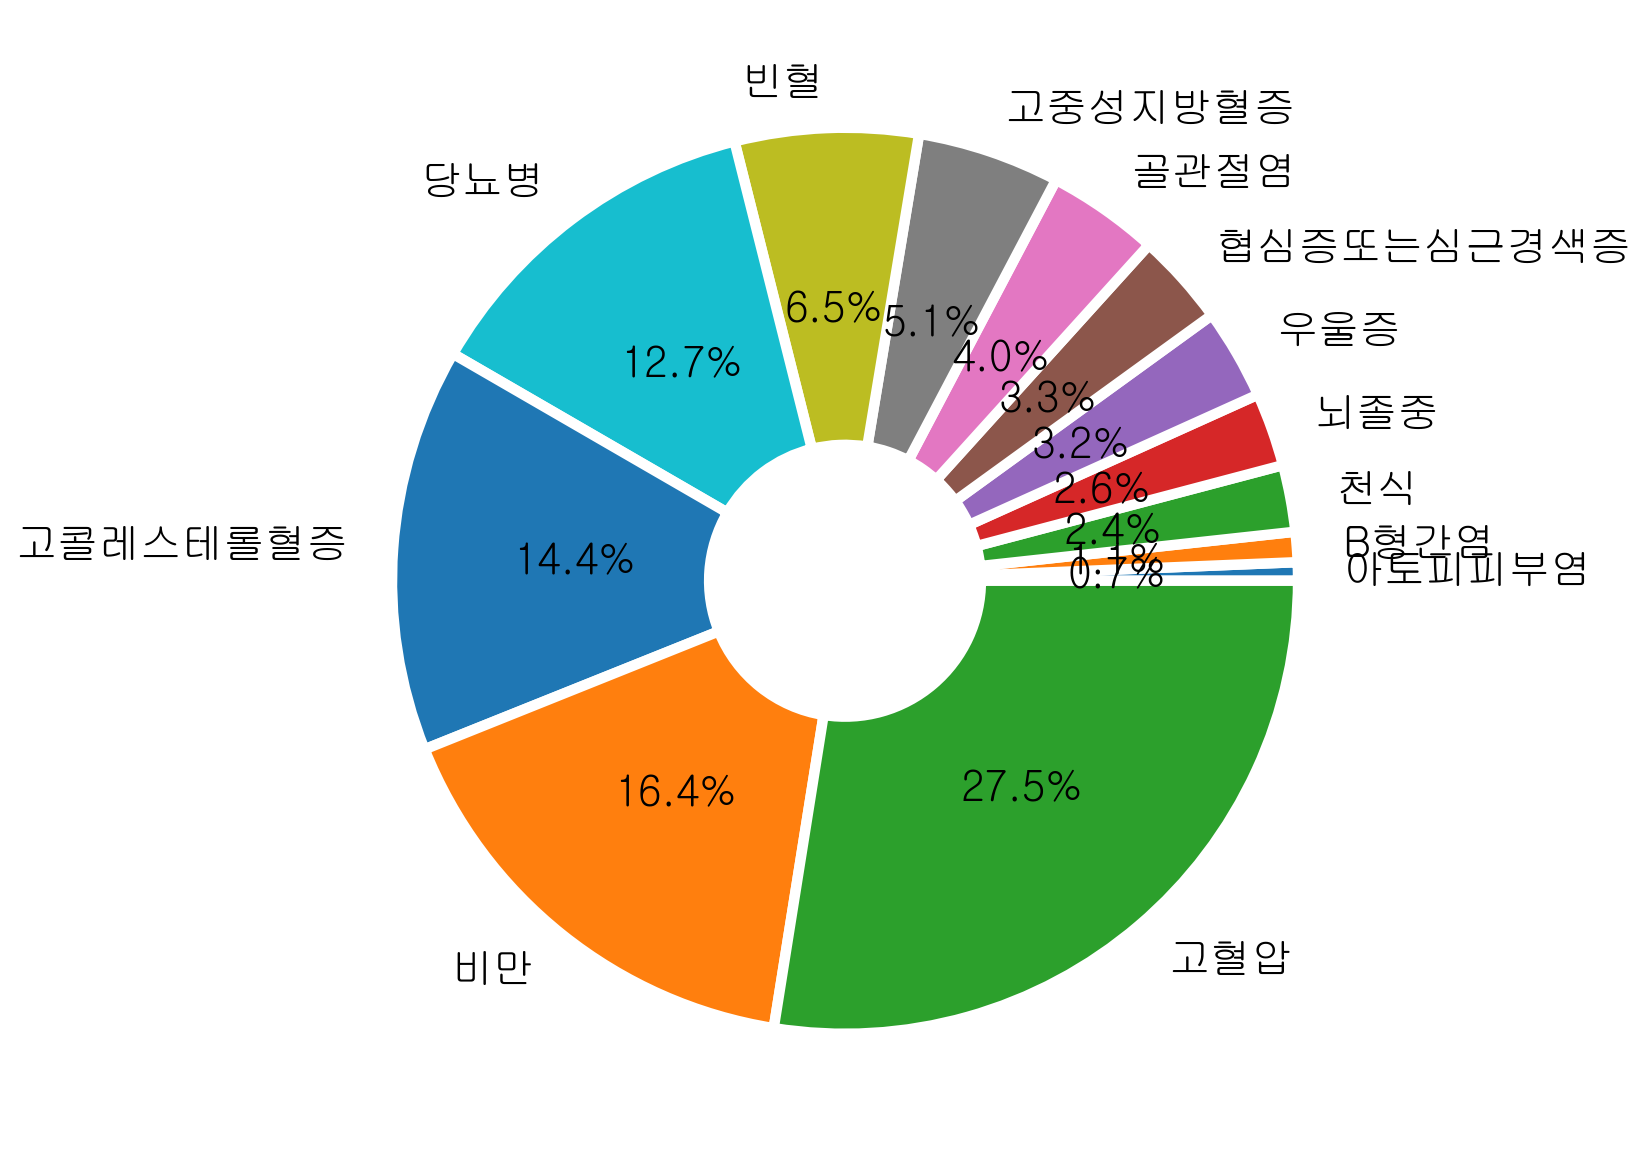 빈혈
고중성지방혈증
골관절염
당뇨병
협심증또는심근경색증
우울증
6.5%
5.1%
4.0%
12.7%
3.3%
뇌졸중
3.2%
2.6%
천식
2.4%
고콜레스테롤혈증
14.4%
1.1%
B형간염
0.7%
아토피피부염
16.4%
27.5%
비만
고혈압